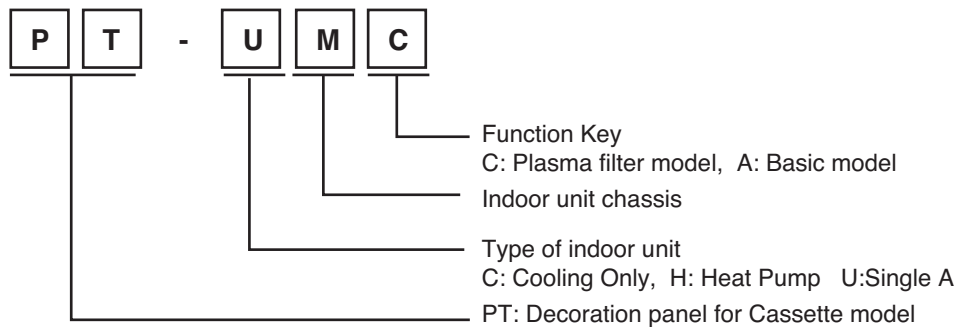 P T - U M C
Function Key
C: Plasma filter model, A: Basic model
Indoor unit chassis
Type of indoor unit
C: Cooling Only, H: Heat Pump U:Single A
PT: Decoration panel for Cassette model